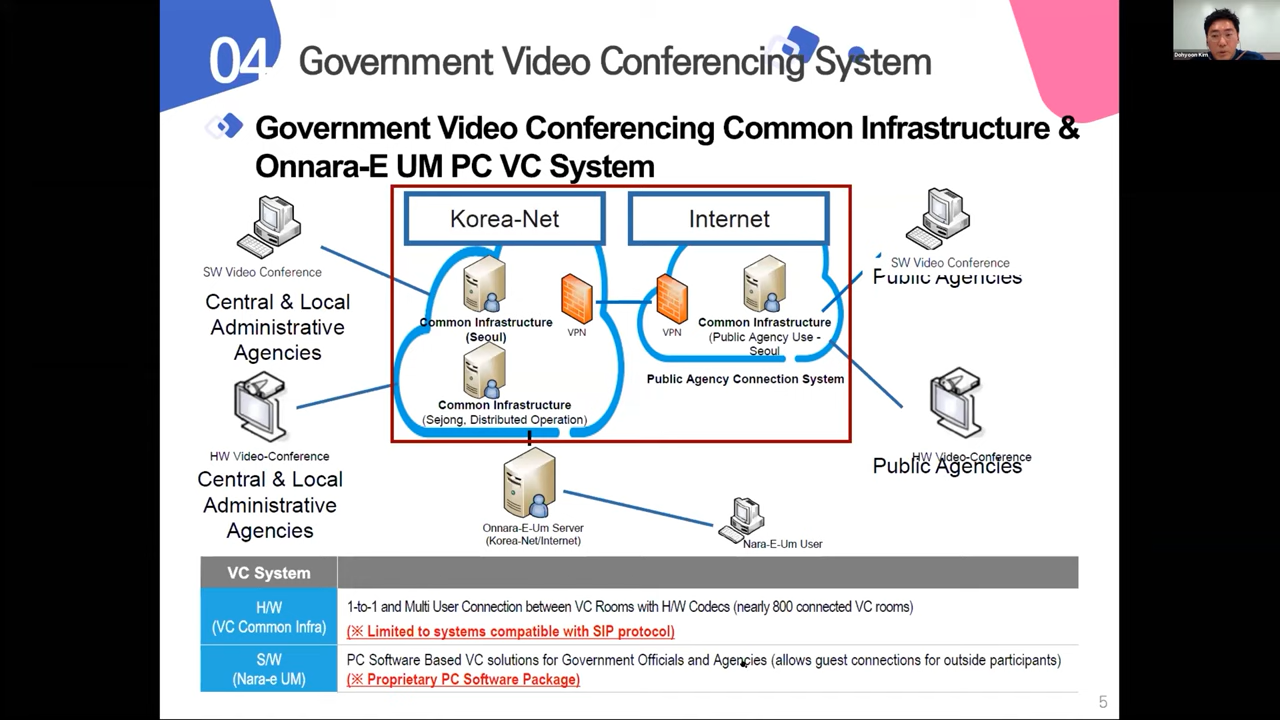 04 Government Video Conferencing System
Dohyoon Kim
Government Video Conferencing Common Infrastructure &
Onnara-E UM PC VC System
Korea-Net
Internet
SW Video Conference
Central & Local
Administrative
Agencies
HW Video-Conference
Central & Local
Administrative
Agencies
Common Infrastructure
(Seoul)
Common Infrastructure
(Sejong, Distributed Operation)
VPN
VPN
Common Infrastructure
(Public Agency Use -
Seoul
Public Agency Connection System
SW Video Conference
Public Agencies
HW Video-Conference
Public Agencies
Onnara-E-Um Server
(Korea-Net/Internet)
Nara-E-Um User
VC System
H/W
(VC Common Infra)
1-to-1 and Multi User Connection between VC Rooms with H/W Codecs (nearly 800 connected VC rooms)
(※ Limited to systems compatible with SIP protocol)
S/W
(Nara-e UM)
PC Software Based VC solutions for Government Officials and Agencies (allows guest connections for outside participants)
(※ Proprietary PC Software Package)
5